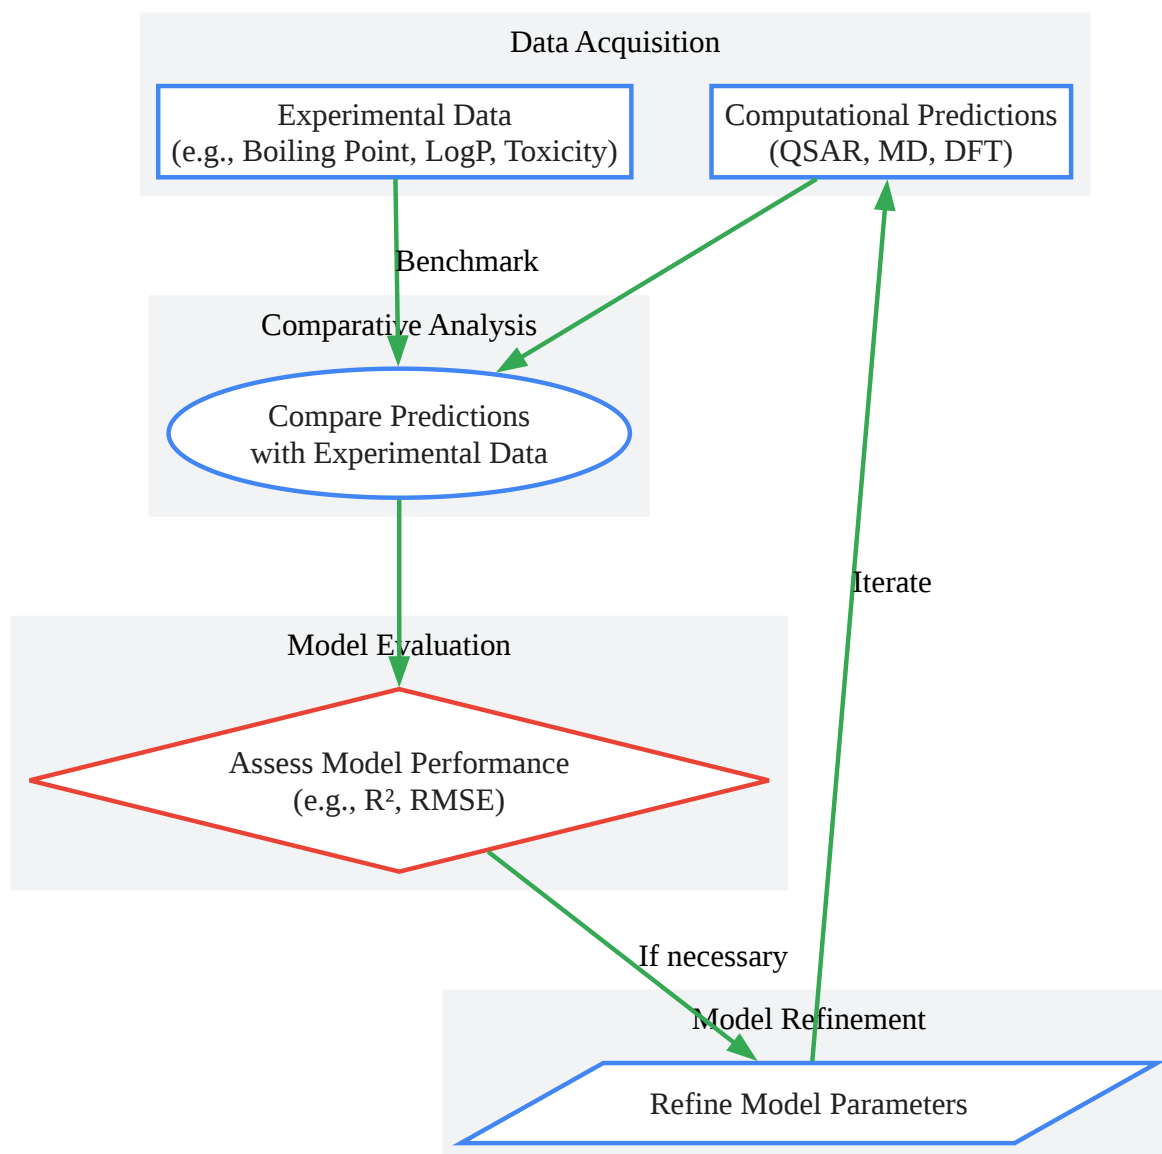 Data Acquisition
Experimental Data
(e.g., Boiling Point, LogP, Toxicity)
Computational Predictions
(QSAR, MD, DFT)
Benchmark
Comparative Analysis
Compare Predictions
with Experimental Data
Iterate
Model Evaluation
Assess Model Performance
(e.g., R², RMSE)
If necessary
Model Refinement
Refine Model Parameters